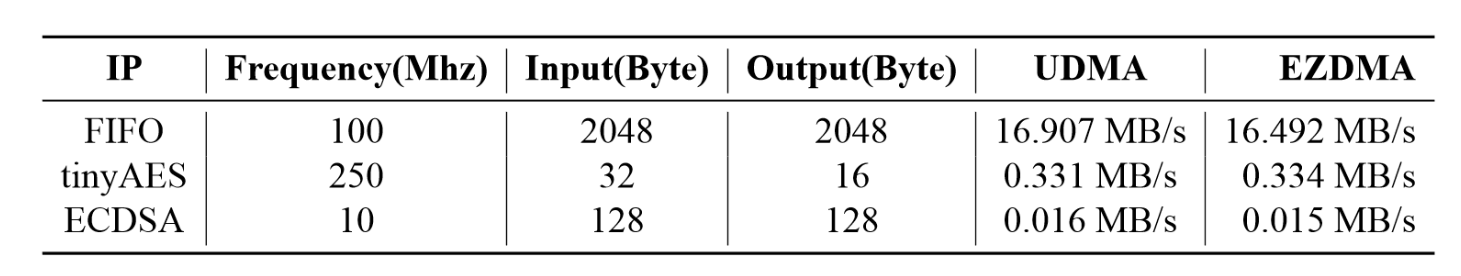 IP Frequency(Mhz) Input(Byte) Output(Byte) UDMA EZDMA
FIFO 100 2048 2048 16.907 MB/s 16.492 MB/s
tinyAES 250 32 16 0.331 MB/s 0.334 MB/s
ECDSA 10 128 128 0.016 MB/s 0.015 MB/s